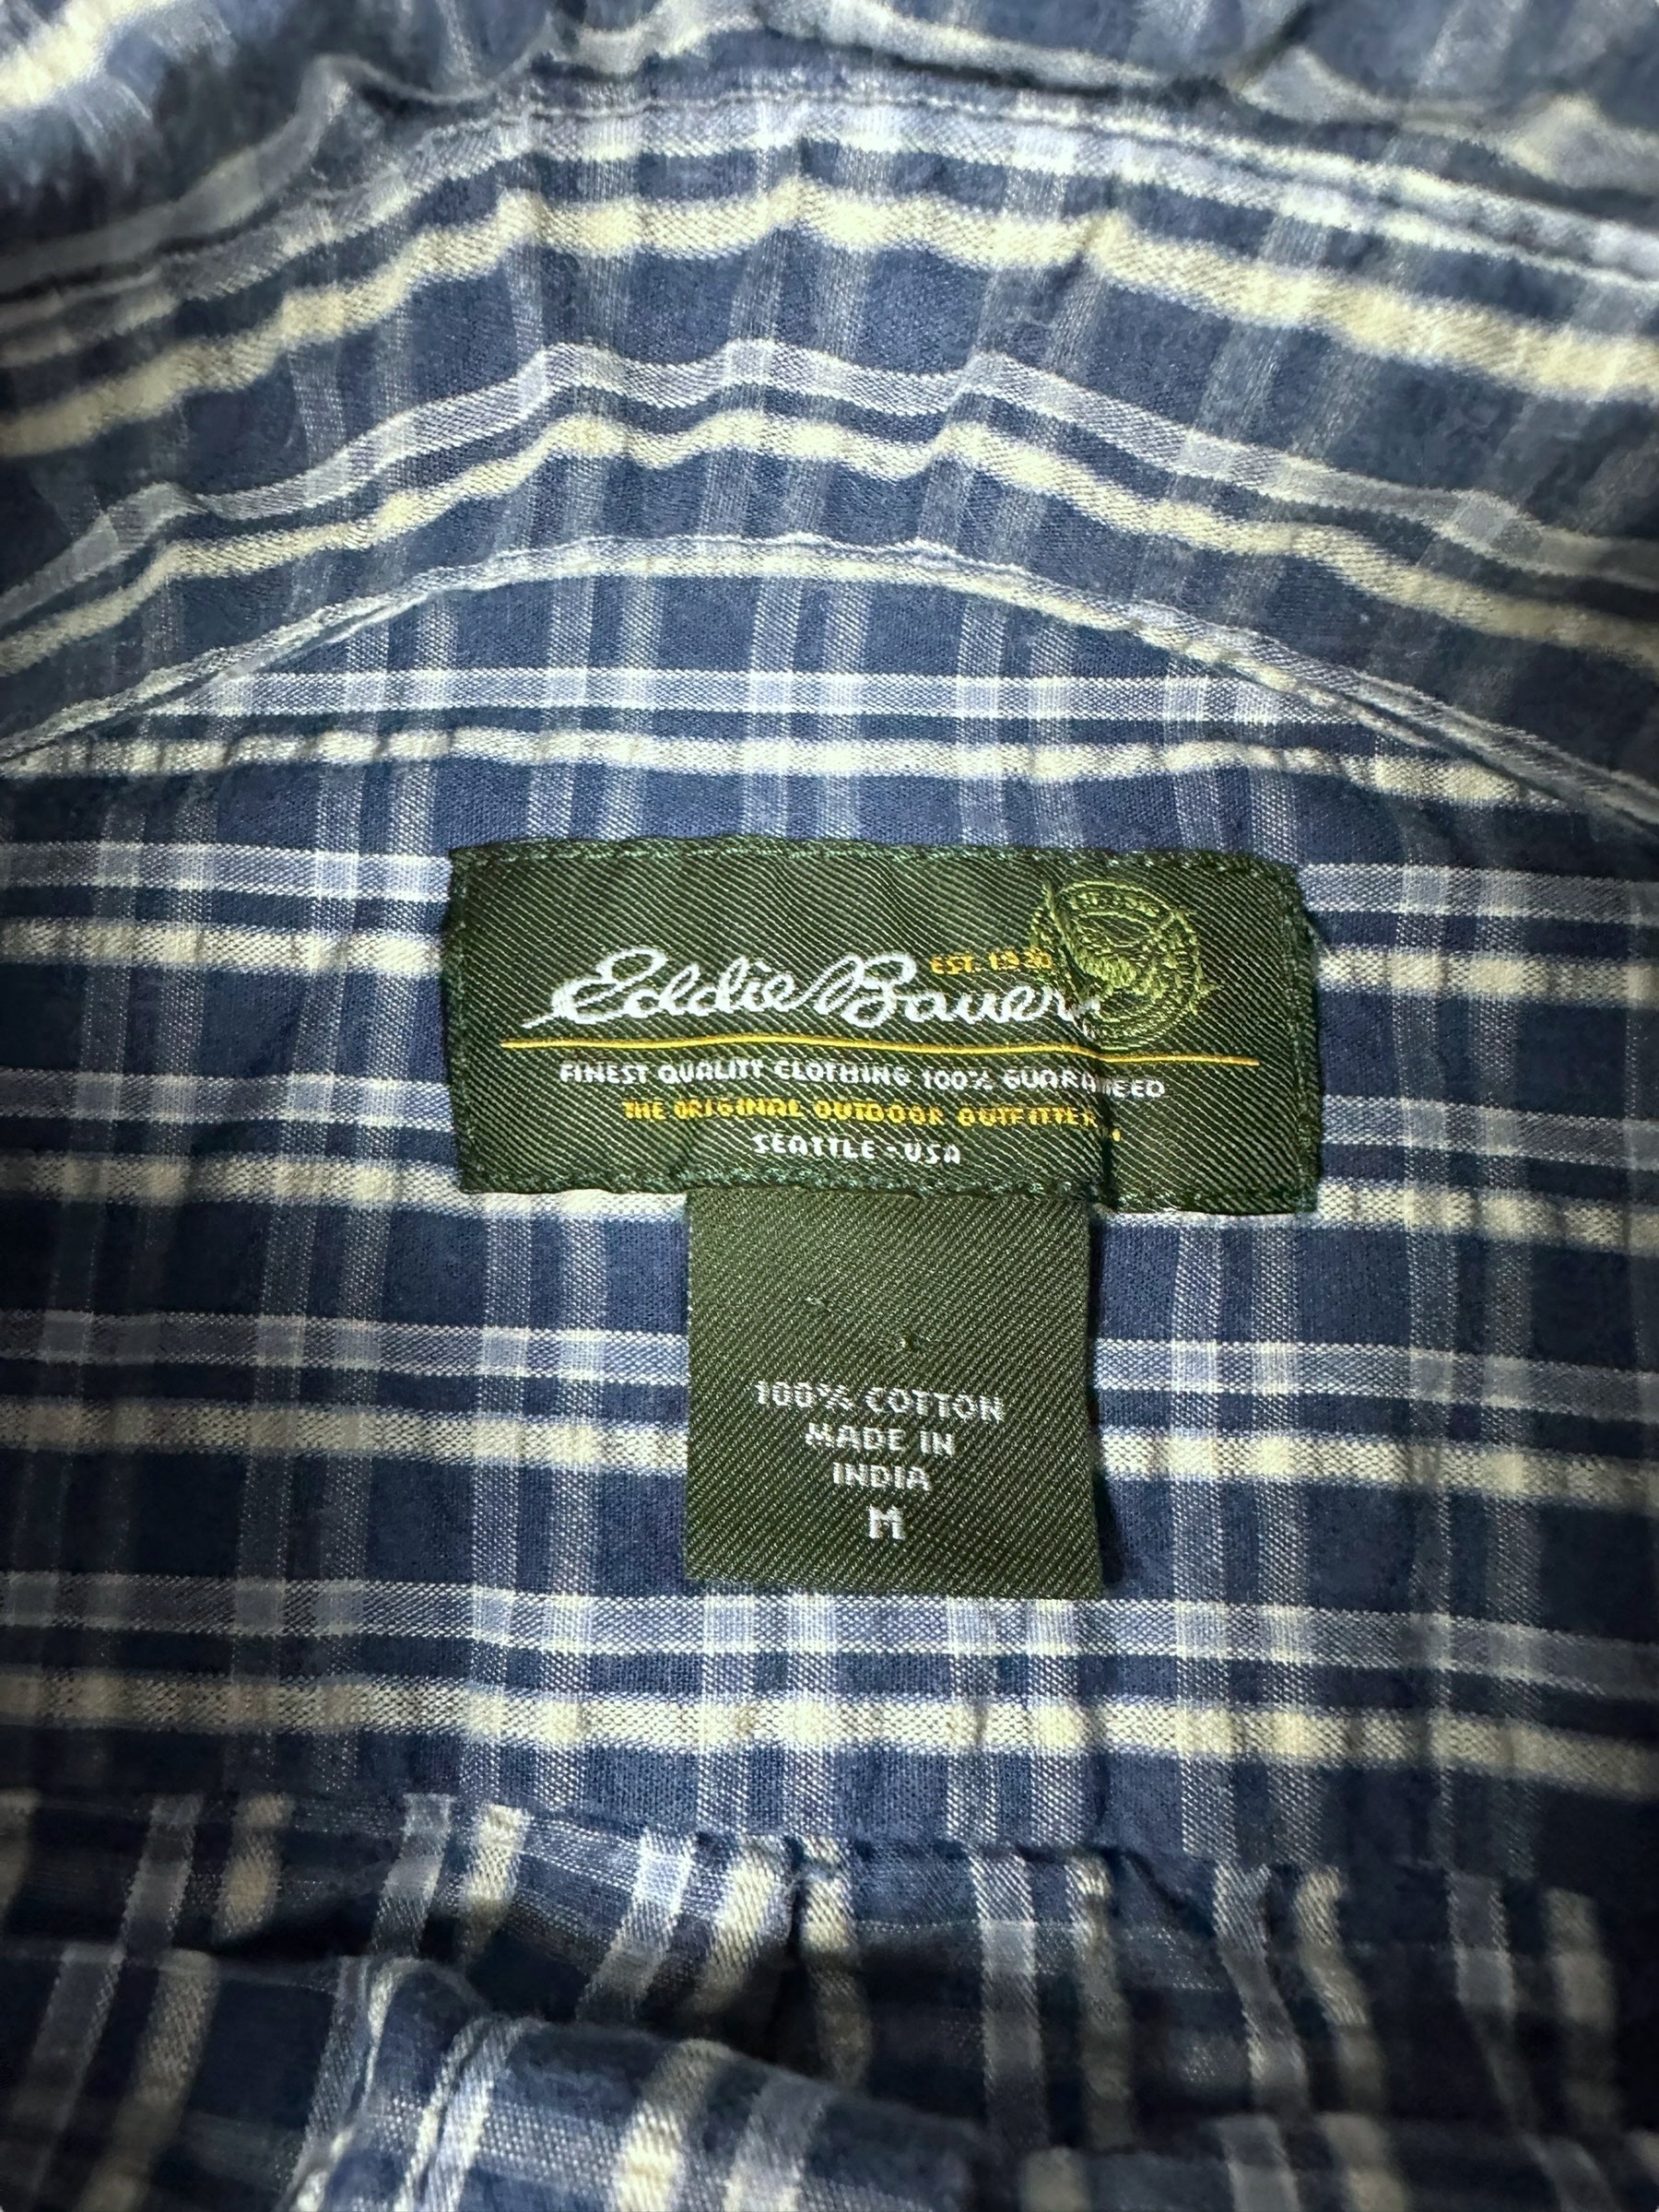 EST. 1920
Eddie Bauer
FINEST QUALITY CLOTHING 100% GUARANTEED
THE ORIGINAL OUTDOOR OUTFITTER
SEATTLE - USA
100% COTTON
MADE IN
INDIA
M